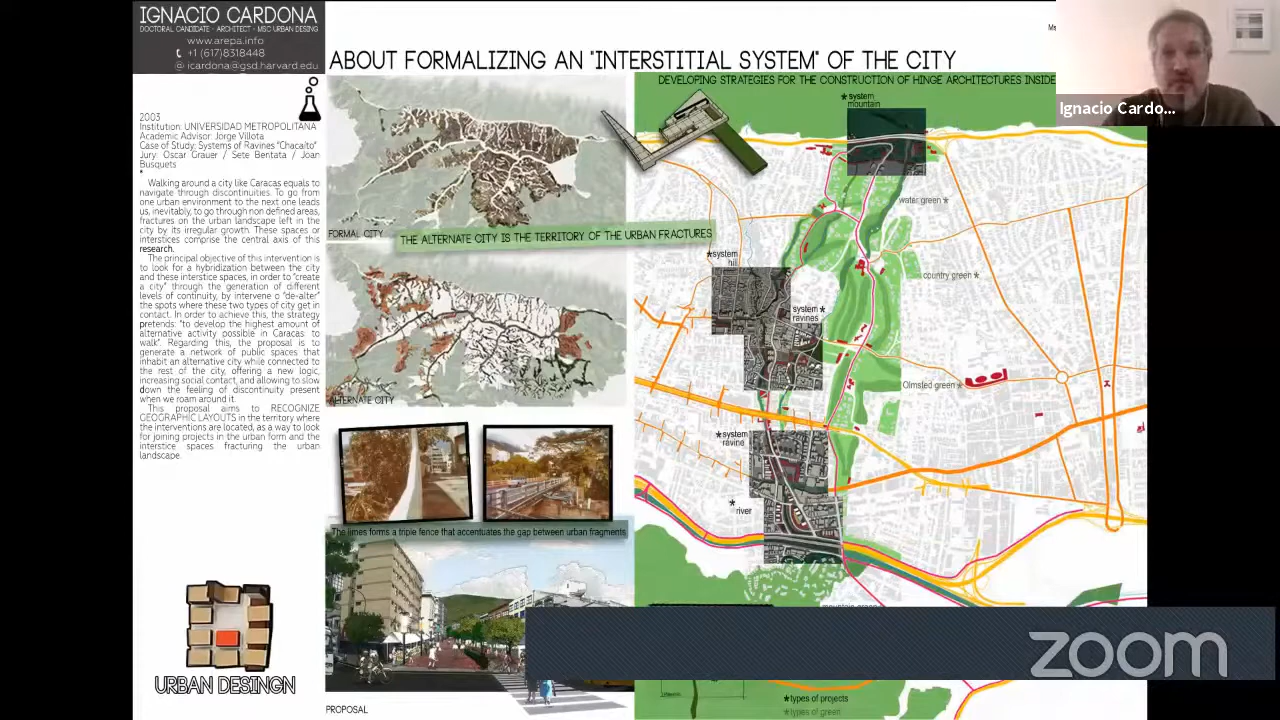 IGNACIO CARDONA
DOCTORAL CANDIDATE - ARCHITECT - MSC URBAN DESING
www.arepa.info
+1 (617)8318448
@ icardona@gsd.harvard.edu
2003
Institution: UNIVERSIDAD METROPOLITANA
Academic Advisor: Jorge Villota
Case of Study: Systems of Ravines "Chacaíto"
Jury: Oscar Grauer / Sete Bentata / Joan
Busquets
*
Walking around a city like Caracas equals to
navigate through discontinuities. To go from
one urban environment to the next one leads
us, inevitably, to go through non defined areas,
fractures on the urban landscape left in the
city by its irregular growth. These spaces or
interstices comprise the central axis of this
research.
The principal objective of this intervention is
to look for a hybridization between the city
and these interstice spaces, in order to "create
a city" through the generation of different
levels of continuity, by intervene o "de-alter"
the spots where these two types of city get in
contact. In order to achieve this, the strategy
pretends: "to develop the highest amount of
alternative activity possible in Caracas: to
walk". Regarding this, the proposal is to
generate a network of public spaces that
inhabit an alternative city while connected to
the rest of the city, offering a new logic,
increasing social contact, and allowing to slow
down the feeling of discontinuity present
when we roam around it.
This proposal aims to RECOGNIZE
GEOGRAPHIC LAYOUTS in the territory where
the interventions are located, as a way to look
for joining projects in the urban form and the
interstice spaces fracturing the urban
landscape.
URBAN DESINGN
ABOUT FORMALIZING AN "INTERSTITIAL SYSTEM" OF THE CITY
FORMAL CITY
THE ALTERNATE CITY IS THE TERRITORY OF THE URBAN FRACTURES
ALTERNATE CITY
The limes forms a triple fence that accentuates the gap between urban fragments
PROPOSAL
DEVELOPING STRATEGIES FOR THE CONSTRUCTION OF HINGE ARCHITECTURES INSIDE
*system
mountain
water green*
*system
hill
country green*
system*
ravines
Olmsted green*
*system
ravine
*
river
mountain green
*types of projects
*types of green
Ms
Ignacio Cardo...
zoom